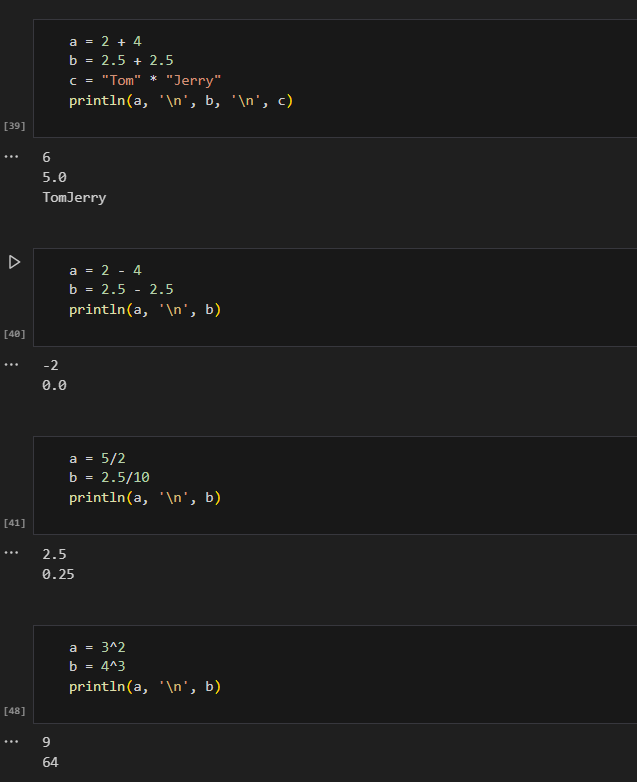 a = 2 + 4
b = 2.5 + 2.5
c = "Tom" * "Jerry"
println(a, '\n', b, '\n', c)
[39]
6
5.0
TomJerry
a = 2 - 4
b = 2.5 - 2.5
println(a, '\n', b)
[40]
-2
0.0
a = 5/2
b = 2.5/10
println(a, '\n', b)
[41]
2.5
0.25
a = 3^2
b = 4^3
println(a, '\n', b)
[48]
9
64